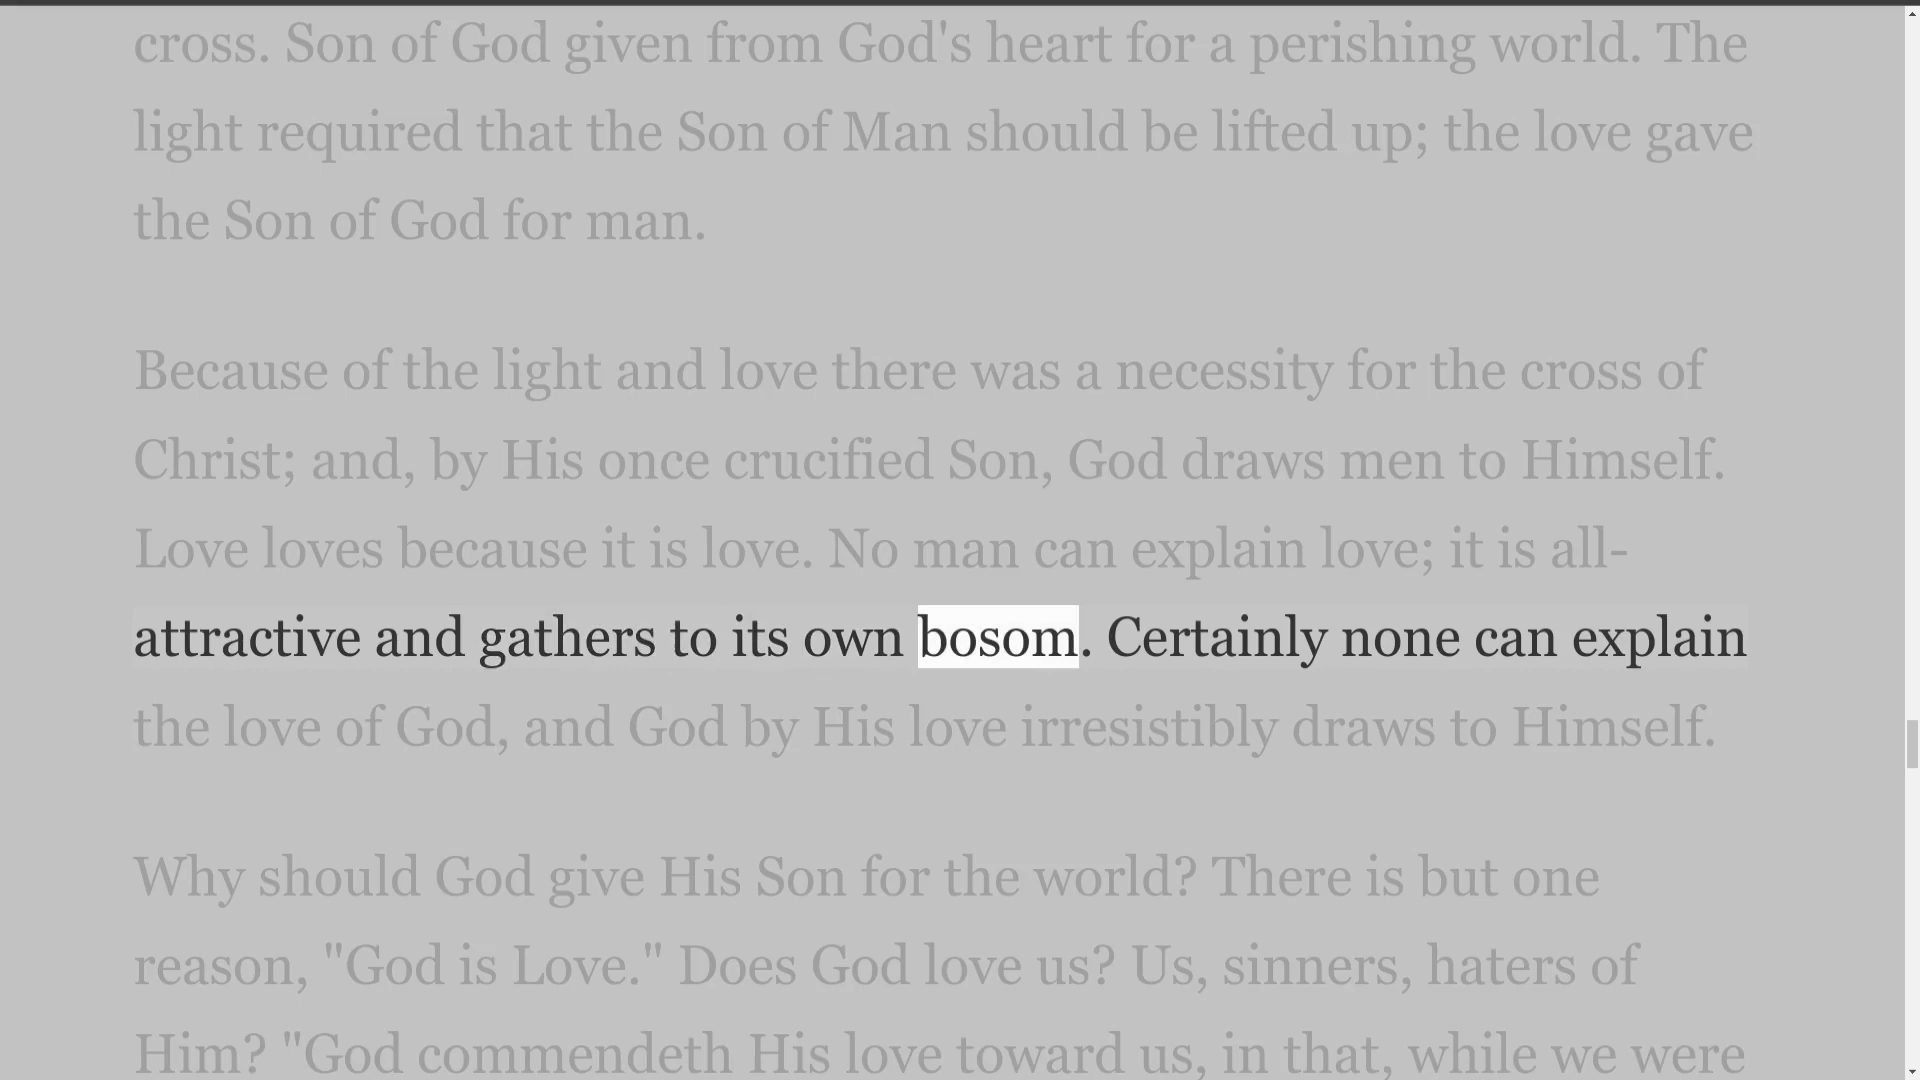 cross. Son of God given from God's heart for a perishing world. The
light required that the Son of Man should be lifted up; the love gave
the Son of God for man.
Because of the light and love there was a necessity for the cross of
Christ; and, by His once crucified Son, God draws men to Himself.
Love loves because it is love. No man can explain love; it is all-
attractive and gathers to its own bosom. Certainly none can explain
the love of God, and God by His love irresistibly draws to Himself.
Why should God give His Son for the world? There is but one
reason, "God is Love." Does God love us? Us, sinners, haters of
Him? "God commendeth His love toward us, in that, while we were